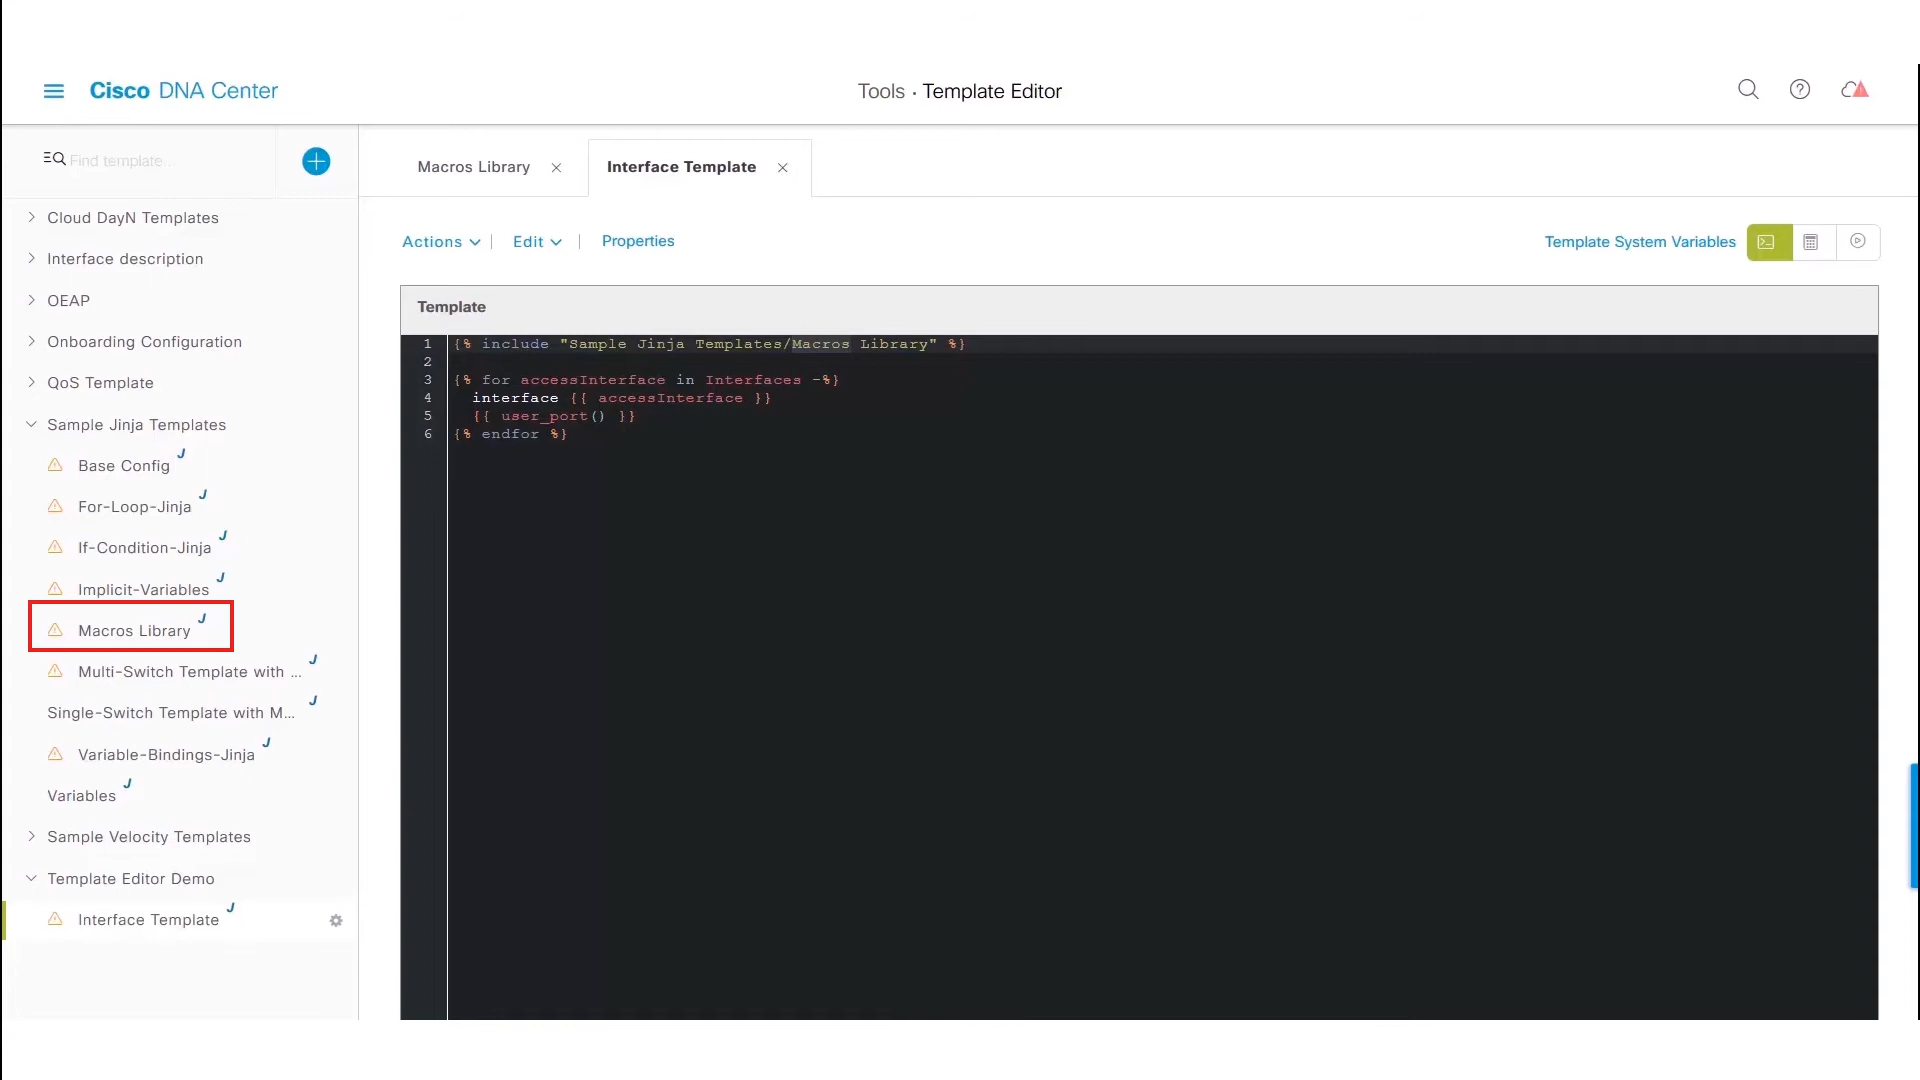 Cisco DNA Center
Tools · Template Editor
Find template...
Macros Library
Interface Template
Cloud DayN Templates
Interface description
OEAP
Onboarding Configuration
QoS Template
Sample Jinja Templates
Base Config J
For-Loop-Jinja J
If-Condition-Jinja J
Implicit-Variables J
Macros Library J
Multi-Switch Template with ... J
Single-Switch Template with M... J
Variable-Bindings-Jinja J
Variables J
Sample Velocity Templates
Template Editor Demo
Interface Template J
Actions | Edit | Properties
Template System Variables
Template
1 {% include "Sample Jinja Templates/Macros Library" %}
2
3 {% for accessInterface in Interfaces -%}
4 interface {{ accessInterface }}
5 {{ user_port() }}
6 {% endfor %}